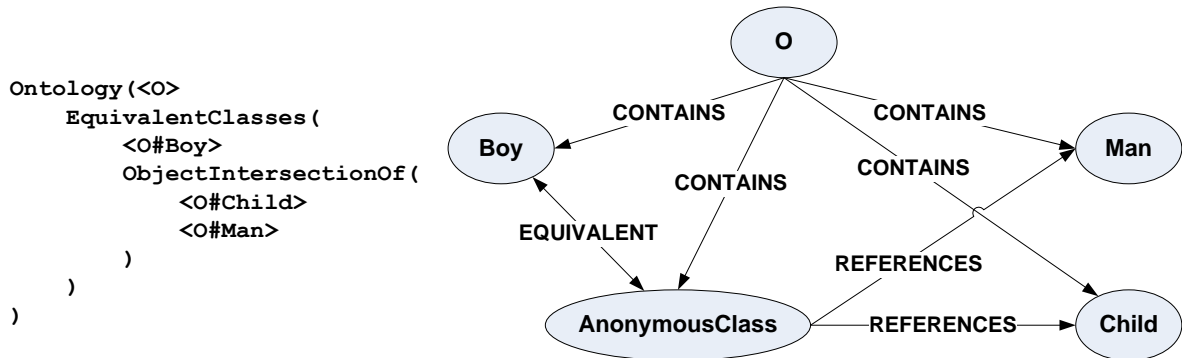 Ontology(<O>
EquivalentClasses(
<O#Boy>
ObjectIntersectionOf(
<O#Child>
<O#Man>
)
)
)
O
CONTAINS
CONTAINS
Boy
Man
CONTAINS
CONTAINS
EQUIVALENT
REFERENCES
AnonymousClass
REFERENCES
Child